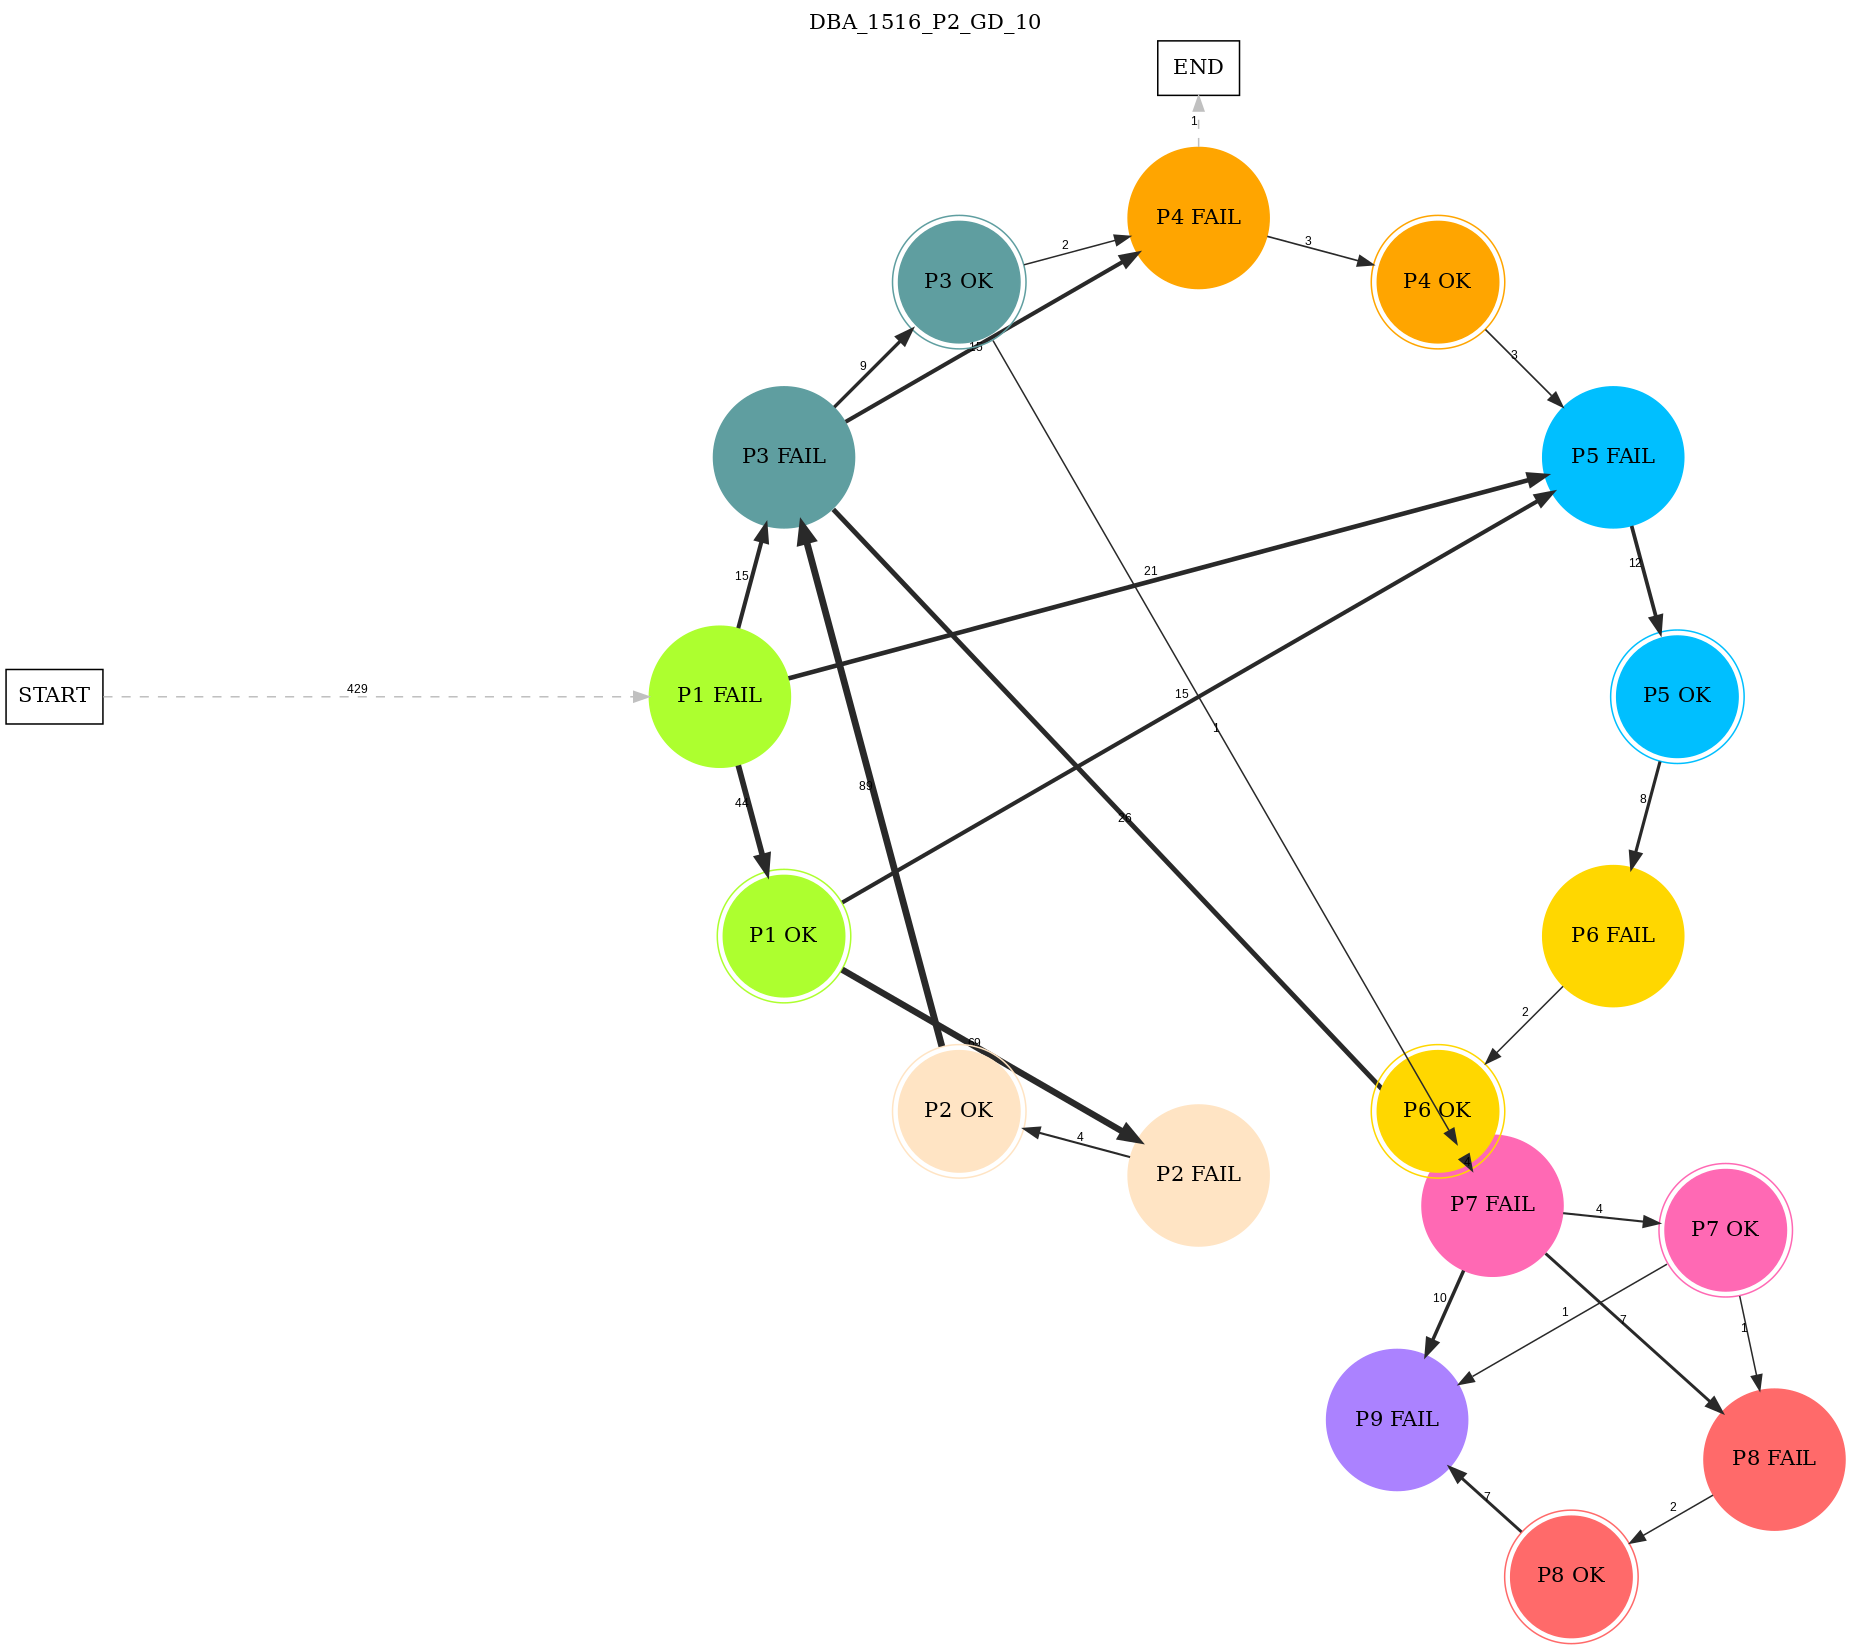 DBA_1516_P2_GD_10
END
1
P4 FAIL
2
3
P3 OK
P4 OK
15
3
9
P3 FAIL
P5 FAIL
12
21
15
START
429
P1 FAIL
15
P5 OK
1
89
44
8
26
P1 OK
P6 FAIL
2
69
P2 OK
P6 OK
4
P2 FAIL
P7 FAIL
4
P7 OK
10
1
7
1
P9 FAIL
P8 FAIL
7
2
P8 OK